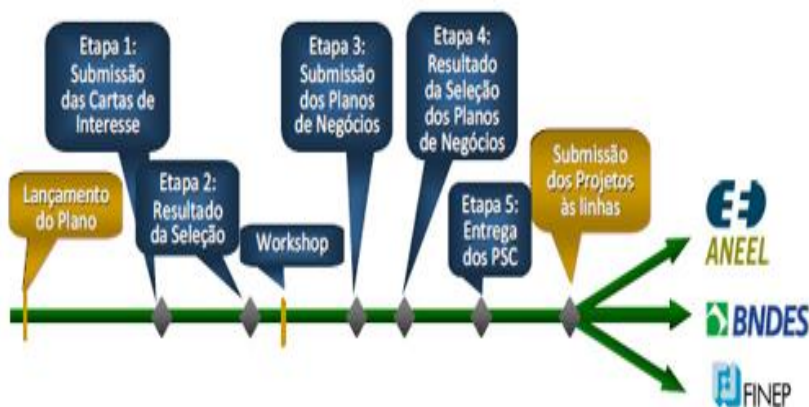 Lançamento
do Plano
Etapa 1:
Submissão
das Cartas de
Interesse
Etapa 2:
Resultado
da Seleção
Workshop
Etapa 3:
Submissão
dos Planos
de Negócios
Etapa 4:
Resultado
da Seleção
dos Planos
de Negócios
Etapa 5:
Entrega
dos PSC
Submissão
dos Projetos
às linhas
ANEEL
BNDES
FINEP